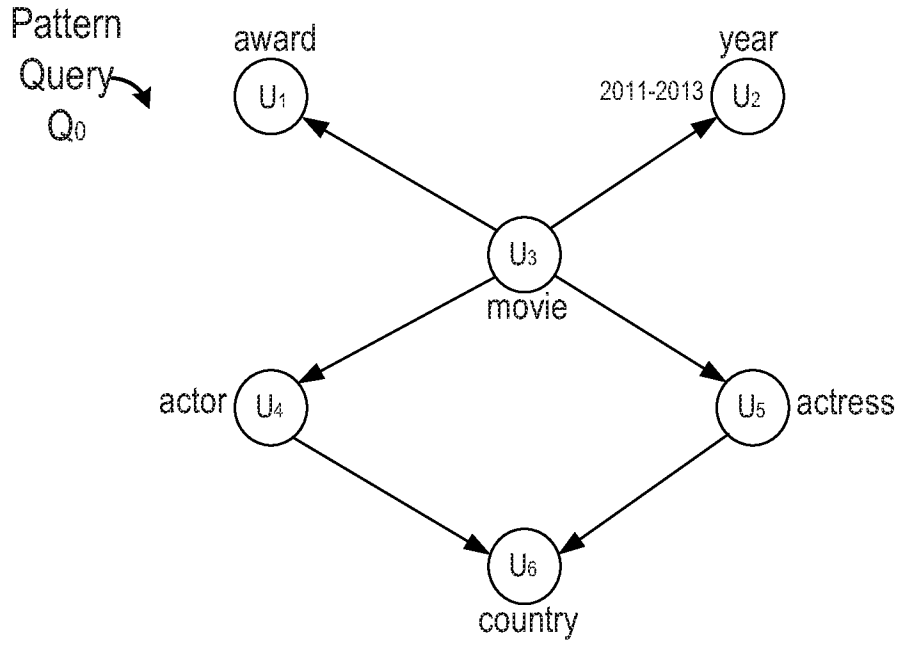 Pattern
Query
Q0
award
U1
year
2011-2013
U2
U3
movie
actor
U4
U5
actress
U6
country